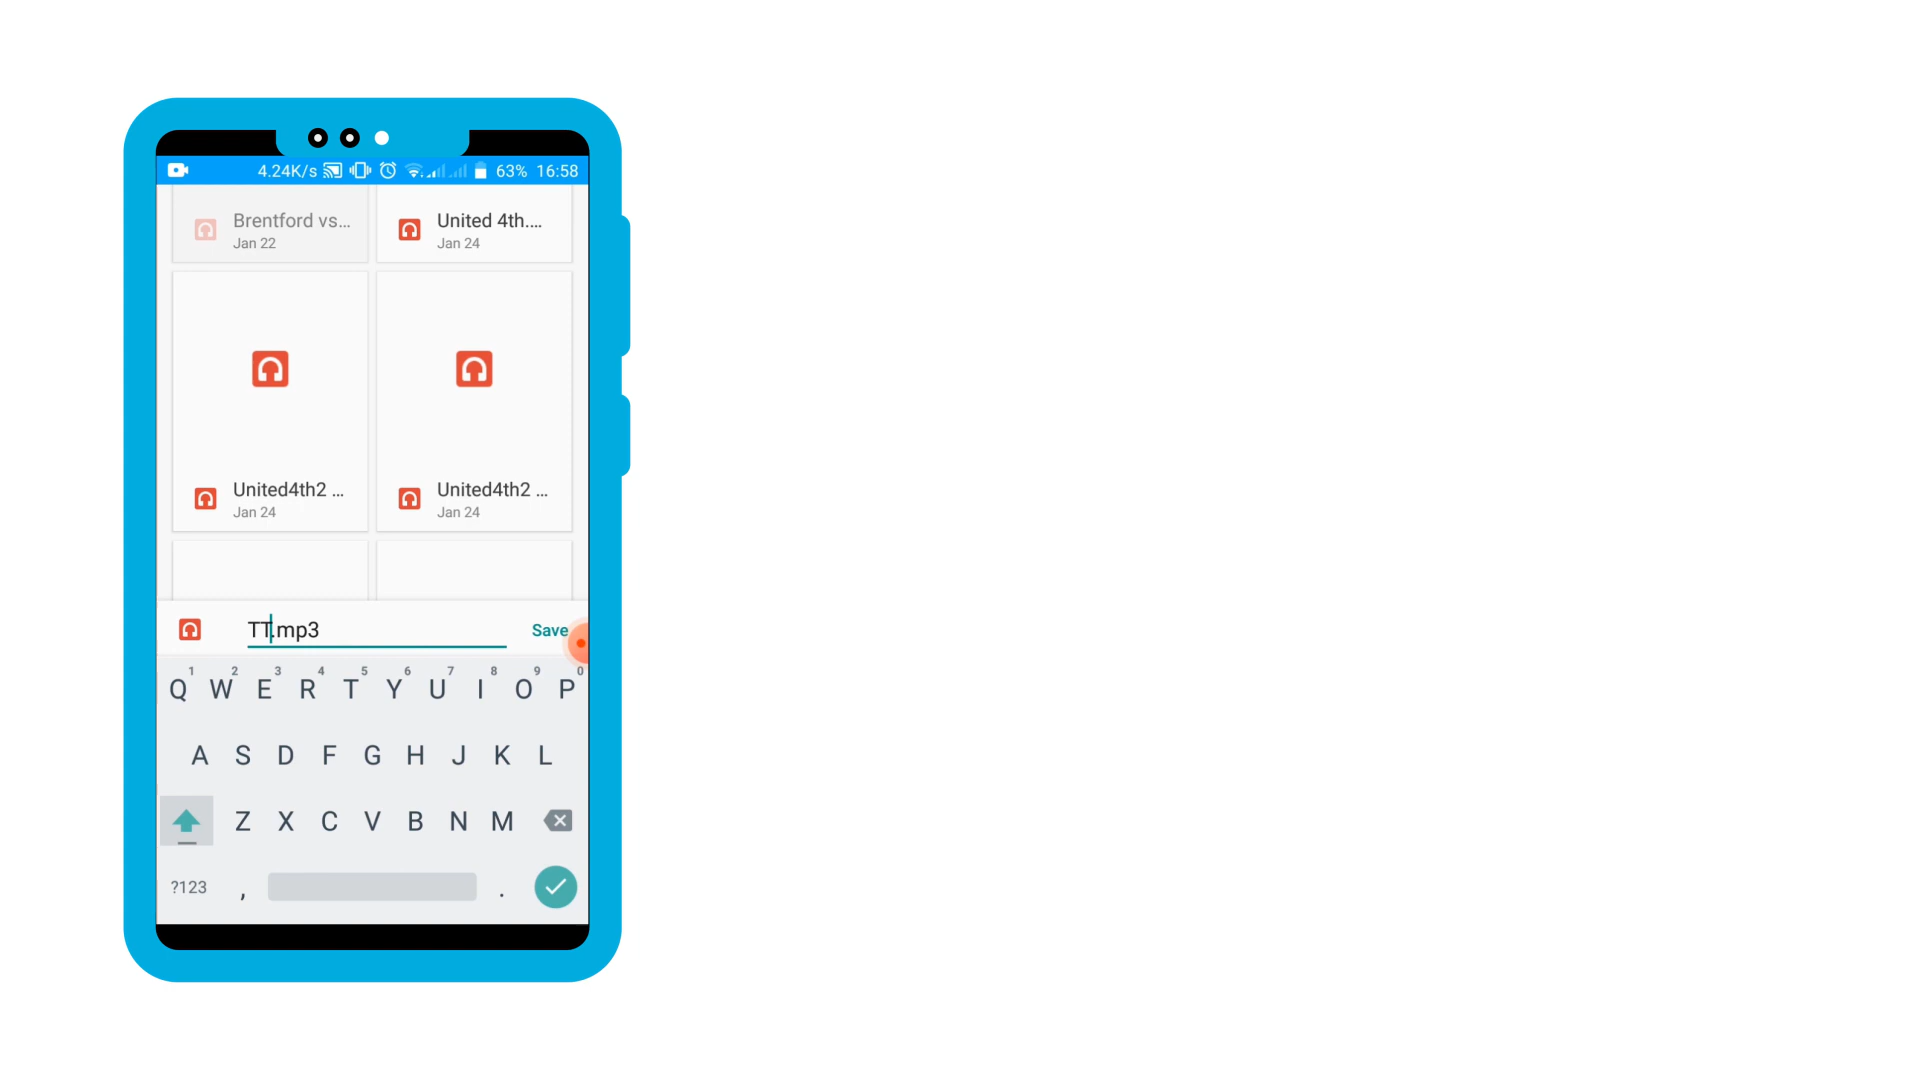 4.24K/s 63% 16:58
Brentford vs...
Jan 22
United 4th....
Jan 24
United4th2 ...
Jan 24
United4th2 ...
Jan 24
TT.mp3 Save
1 2 3 4 5 6 7 8 9 0
Q W E R T Y U I O P
A S D F G H J K L
Z X C V B N M
?123 , .